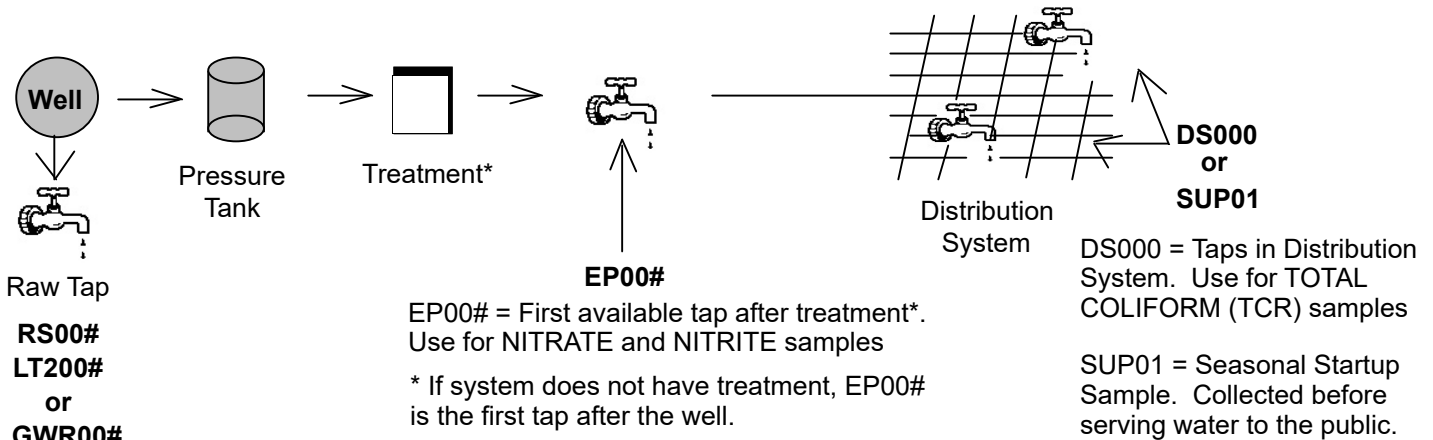 Well
Pressure
Tank
Treatment*
Raw Tap
RS00#
LT200#
or
GWR00#
EP00#
EP00# = First available tap after treatment*.
Use for NITRATE and NITRITE samples
* If system does not have treatment, EP00#
is the first tap after the well.
Distribution
System
DS000
or
SUP01
DS000 = Taps in Distribution
System. Use for TOTAL
COLIFORM (TCR) samples
SUP01 = Seasonal Startup
Sample. Collected before
serving water to the public.